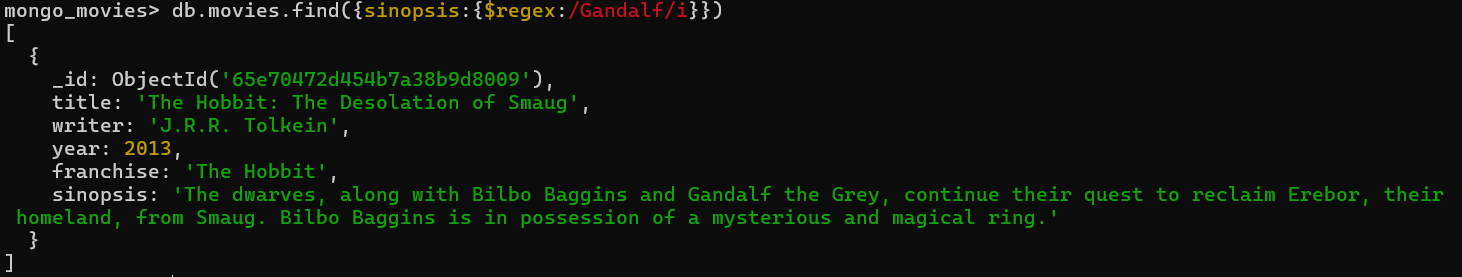 mongo_movies> db.movies.find({sinopsis:{$regex:/Gandalf/i}})
[
  {
    _id: ObjectId('65e70472d454b7a38b9d8009'),
    title: 'The Hobbit: The Desolation of Smaug',
    writer: 'J.R.R. Tolkein',
    year: 2013,
    franchise: 'The Hobbit',
    sinopsis: 'The dwarves, along with Bilbo Baggins and Gandalf the Grey, continue their quest to reclaim Erebor, their
 homeland, from Smaug. Bilbo Baggins is in possession of a mysterious and magical ring.'
  }
]